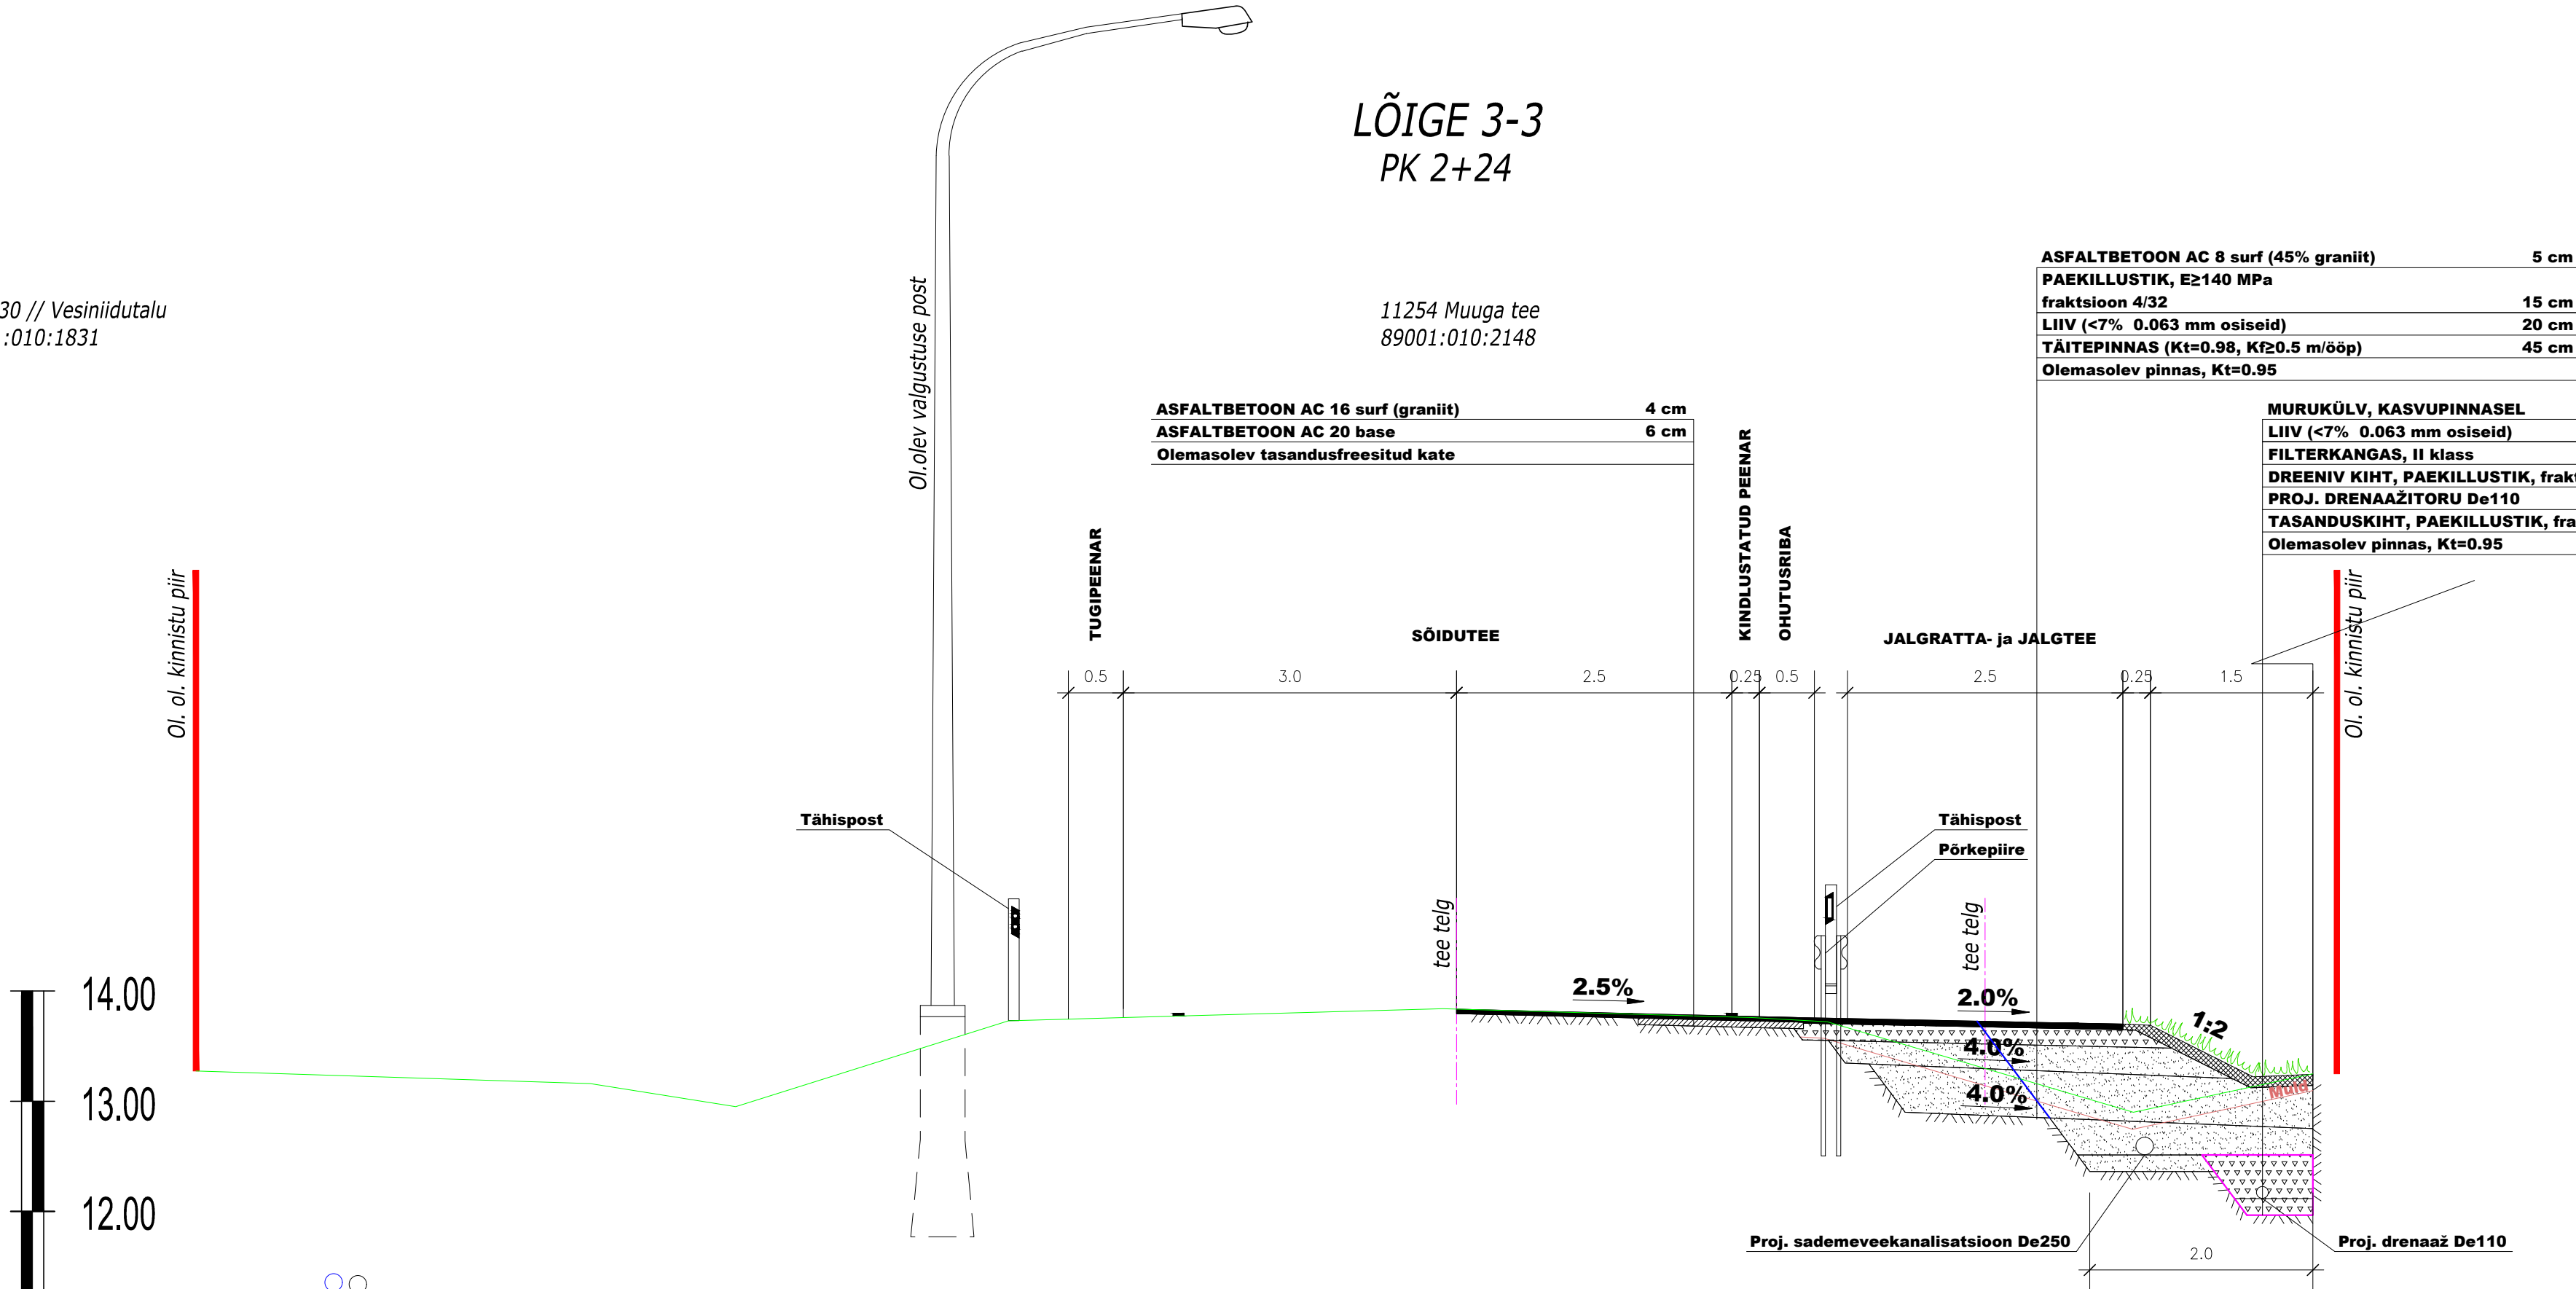 LÕIGE 3-3
PK 2+24
30 // Vesiniidutalu
:010:1831
11254 Muuga tee
89001:010:2148
Ol.olev valgustuse post
ASFALTBETOON AC 8 surf (45% graniit) 5 cm
PAEKILLUSTIK, E≥140 MPa
fraktsioon 4/32 15 cm
LIIV (<7% 0.063 mm osiseid) 20 cm
TÄITEPINNAS (Kt=0.98, Kf≥0.5 m/ööp) 45 cm
Olemasolev pinnas, Kt=0.95
ASFALTBETOON AC 16 surf (graniit) 4 cm
ASFALTBETOON AC 20 base 6 cm
Olemasolev tasandusfreesitud kate
MURUKÜLV, KASVUPINNASEL
LIIV (<7% 0.063 mm osiseid)
FILTERKANGAS, II klass
DREENIV KIHT, PAEKILLUSTIK, frak
PROJ. DRENAAŽITORU De110
TASANDUSKIHT, PAEKILLUSTIK, fra
Olemasolev pinnas, Kt=0.95
Ol. ol. kinnistu piir
TUGIPEENAR
SÕIDUTEE
KINDLUSTATUD PEENAR
OHUTUSRIBA
JALGRATTA- ja JALGTEE
Ol. ol. kinnistu piir
0.5 3.0 2.5 0.25 0.5 2.5 0.25 1.5
Tähispost
Tähispost
Põrkepiire
tee telg
tee telg
14.00
2.5%
2.0%
1:2
4.0%
4.0%
Muld
13.00
12.00
Proj. sademeveekanalisatsioon De250
Proj. drenaaž De110
2.0